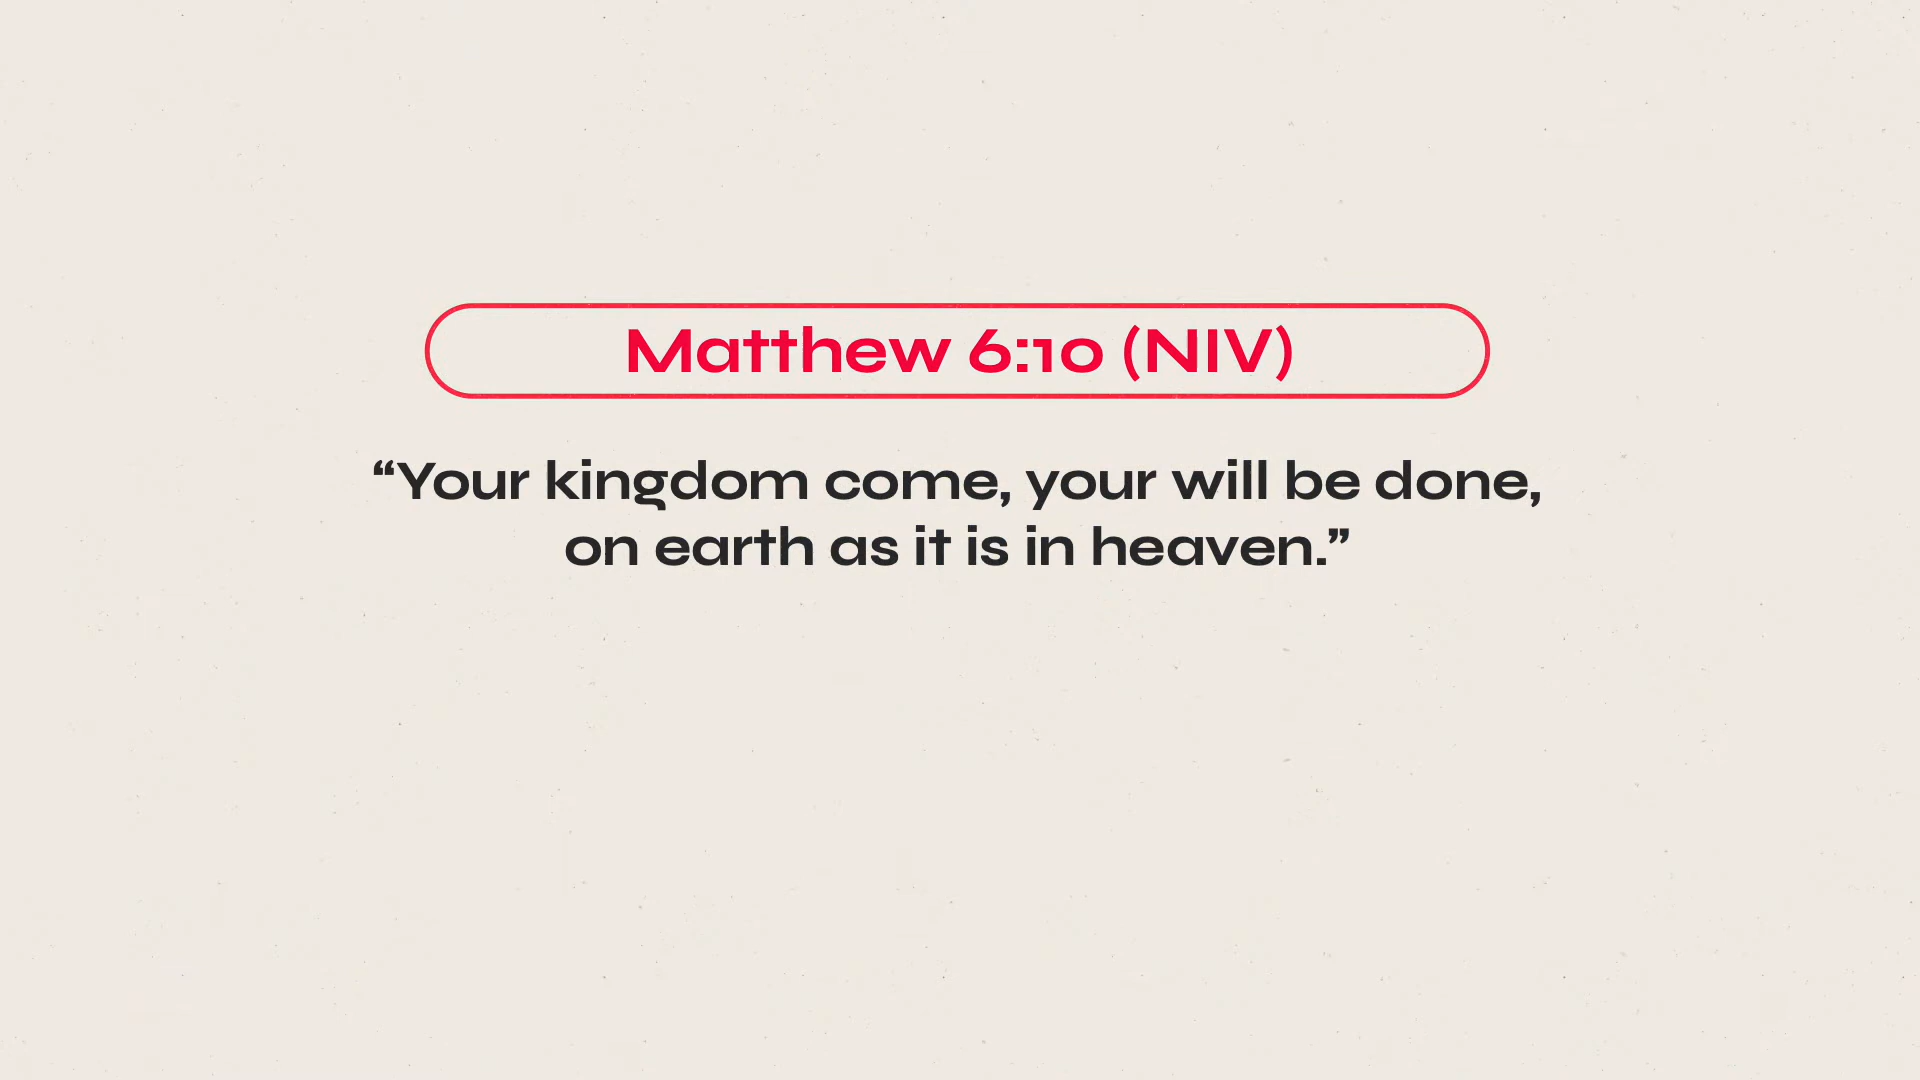 Matthew 6:10 (NIV)
“Your kingdom come, your will be done,
on earth as it is in heaven.”